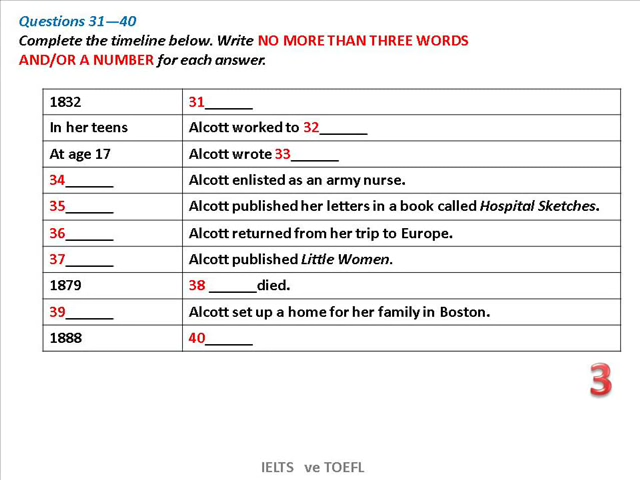 Questions 31—40
Complete the timeline below. Write NO MORE THAN THREE WORDS
AND/OR A NUMBER for each answer.
1832 31______
In her teens Alcott worked to 32______
At age 17 Alcott wrote 33______
34______ Alcott enlisted as an army nurse.
35______ Alcott published her letters in a book called Hospital Sketches.
36______ Alcott returned from her trip to Europe.
37______ Alcott published Little Women.
1879 38 ______died.
39______ Alcott set up a home for her family in Boston.
1888 40______
3
IELTS ve TOEFL